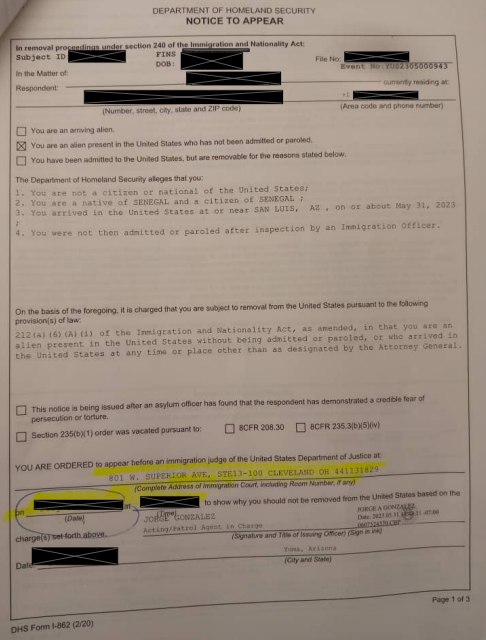 DEPARTMENT OF HOMELAND SECURITY
NOTICE TO APPEAR
In removal proceedings under section 240 of the Immigration and Nationality Act:
Subject ID: FINS
DOB: File No:
Event No:
In the Matter of:
Respondent: currently residing at:
(Number, street, city, state and ZIP code) (Area code and phone number)
You are an arriving alien.
You are an alien present in the United States who has not been admitted or paroled.
You have been admitted to the United States, but are removable for the reasons stated below.
The Department of Homeland Security alleges that you:
1. You are not a citizen or national of the United States;
2. You are a native of SENEGAL and a citizen of SENEGAL ;
3. You arrived in the United States at or near SAN LUIS, AZ , on or about May 31, 2023
;
4. You were not then admitted or paroled after inspection by an Immigration Officer.
On the basis of the foregoing, it is charged that you are subject to removal from the United States pursuant to the following
provision(s) of law:
212(a)(6)(A)(i) of the Immigration and Nationality Act, as amended, in that you are an
alien present in the United States without being admitted or paroled, or who arrived in
the United States at any time or place other than as designated by the Attorney General.
This notice is being issued after an asylum officer has found that the respondent has demonstrated a credible fear of
persecution or torture.
Section 235(b)(1) order was vacated pursuant to: 8CFR 208.30 8CFR 235.3(b)(5)(iv)
YOU ARE ORDERED to appear before an immigration judge of the United States Department of Justice at:
801 W. SUPERIOR AVE, STE13-100 CLEVELAND OH 441131829
(Complete Address of Immigration Court, including Room Number, if any)
on at to show why you should not be removed from the United States based on the
(Date) (Time)
JORGE GONZALEZ JORGE A GONZALEZ
Acting/Patrol Agent in Charge
charge(s) set forth above. (Signature and Title of Issuing Officer) (Sign in ink)
Date: Yuma, Arizona
(City and State)
Page 1 of 3
DHS Form I-862 (2/20)